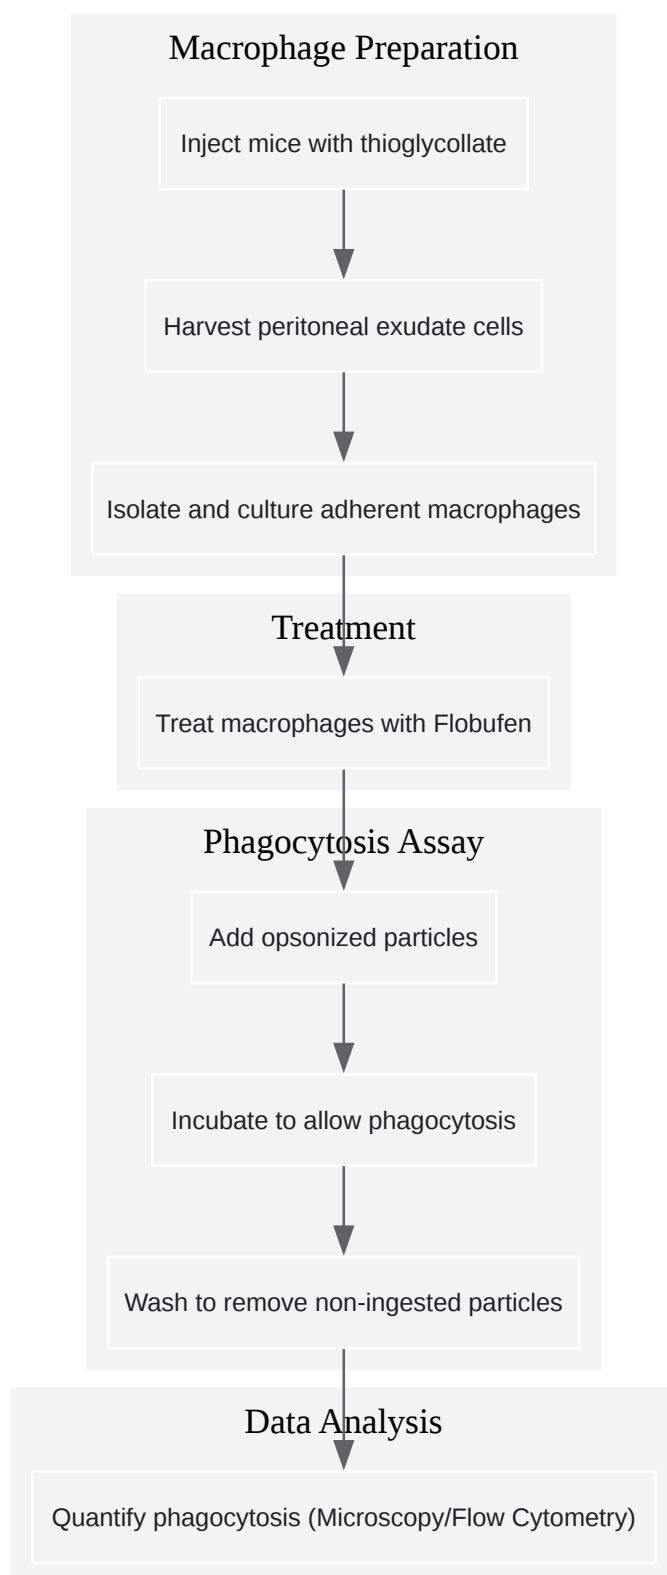 Macrophage Preparation
Inject mice with thioglycollate
Harvest peritoneal exudate cells
Isolate and culture adherent macrophages
Treatment
Treat macrophages with Flobufen
Phagocytosis Assay
Add opsonized particles
Incubate to allow phagocytosis
Wash to remove non-ingested particles
Data Analysis
Quantify phagocytosis (Microscopy/Flow Cytometry)